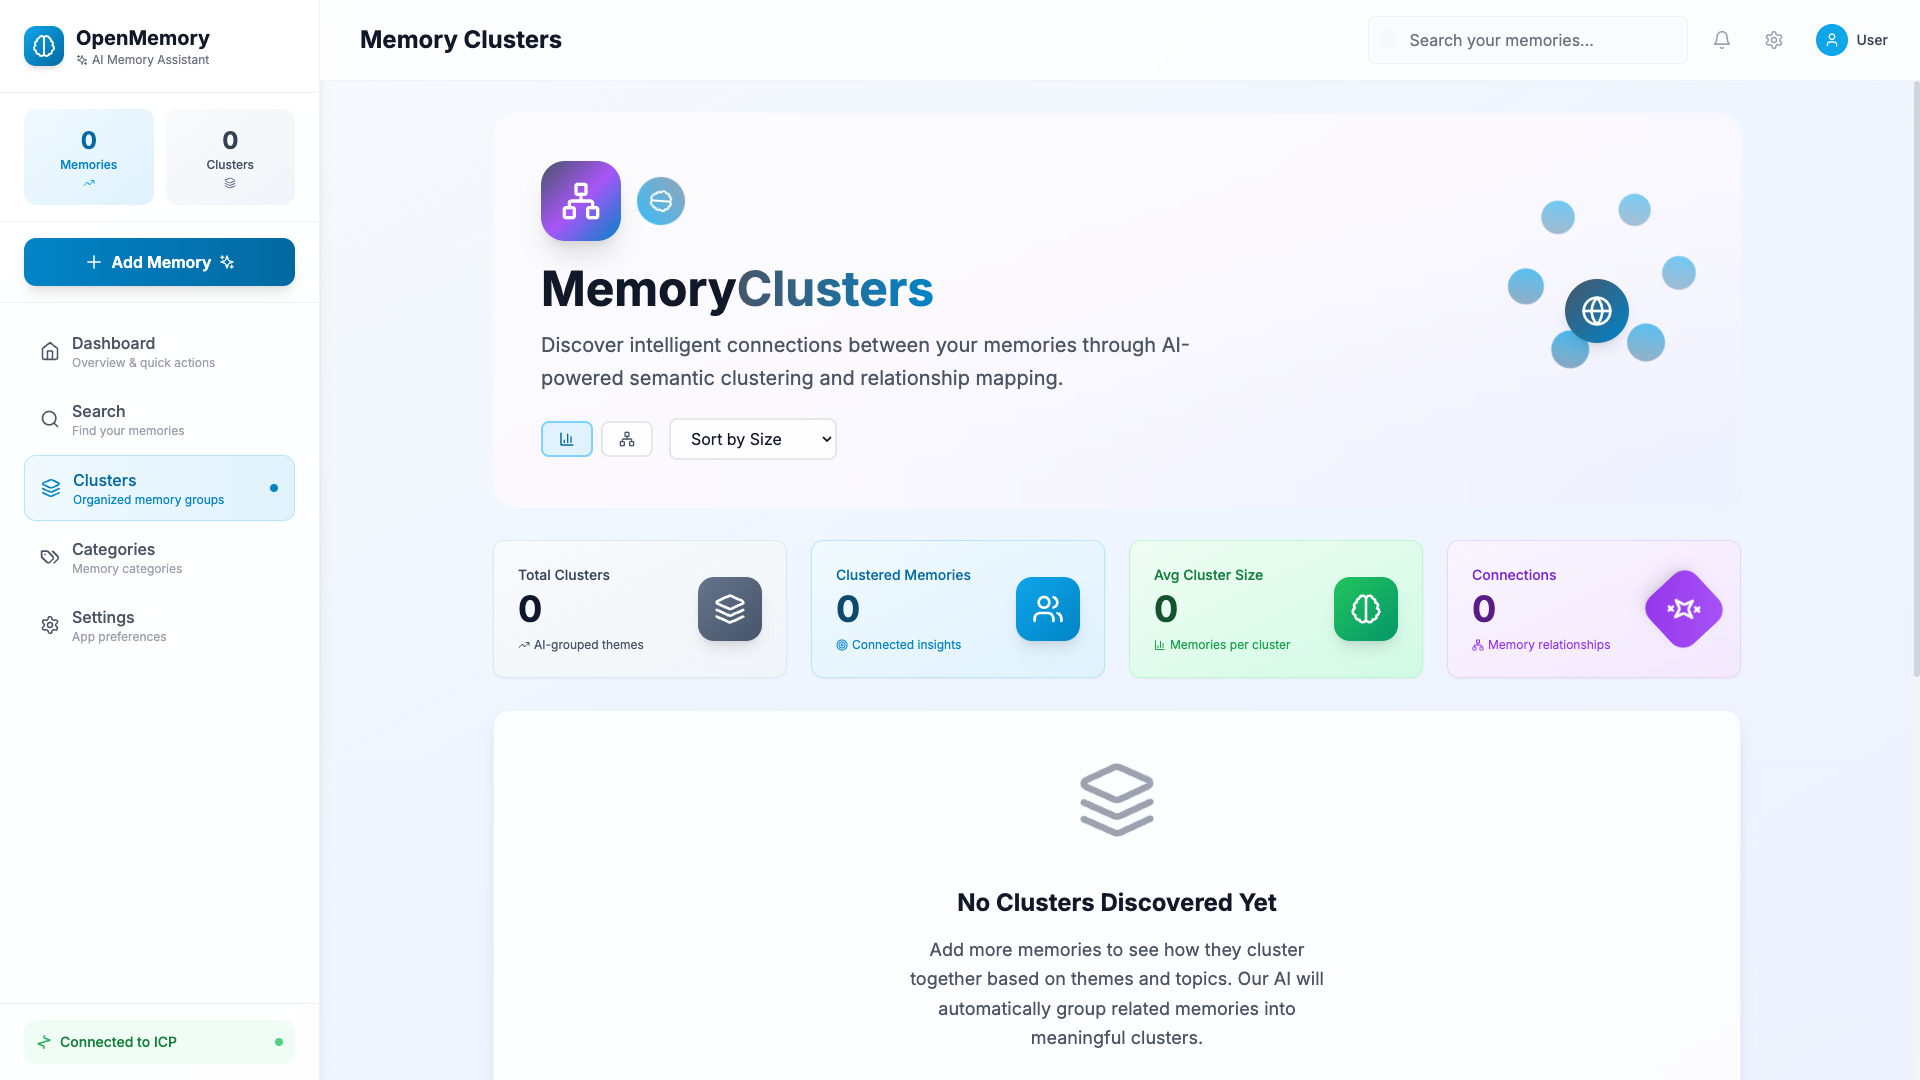 OpenMemory
AI Memory Assistant
0
Memories
0
Clusters
Add Memory
Dashboard
Overview & quick actions
Search
Find your memories
Clusters
Organized memory groups
Categories
Memory categories
Settings
App preferences
Connected to ICP
Memory Clusters
Search your memories...
User
MemoryClusters
Discover intelligent connections between your memories through AI-
powered semantic clustering and relationship mapping.
Sort by Size
Total Clusters
0
AI-grouped themes
Clustered Memories
0
Connected insights
Avg Cluster Size
0
Memories per cluster
Connections
0
Memory relationships
No Clusters Discovered Yet
Add more memories to see how they cluster
together based on themes and topics. Our AI will
automatically group related memories into
meaningful clusters.